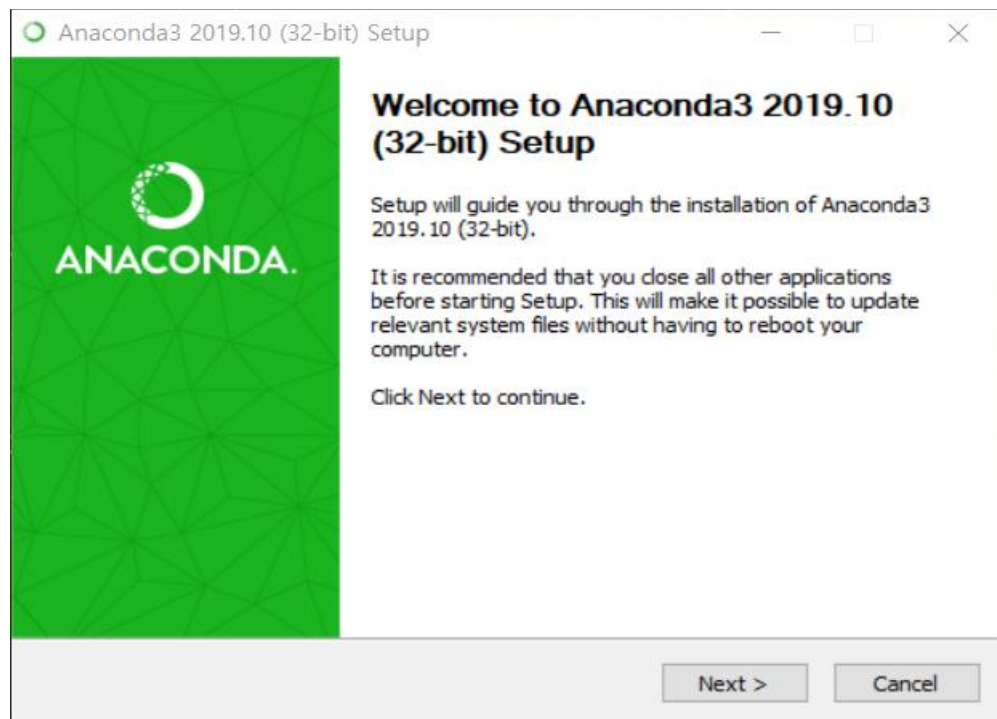 Anaconda3 2019.10 (32-bit) Setup
Welcome to Anaconda3 2019.10
(32-bit) Setup
ANACONDA.
Setup will guide you through the installation of Anaconda3
2019.10 (32-bit).
It is recommended that you close all other applications
before starting Setup. This will make it possible to update
relevant system files without having to reboot your
computer.
Click Next to continue.
Next >
Cancel